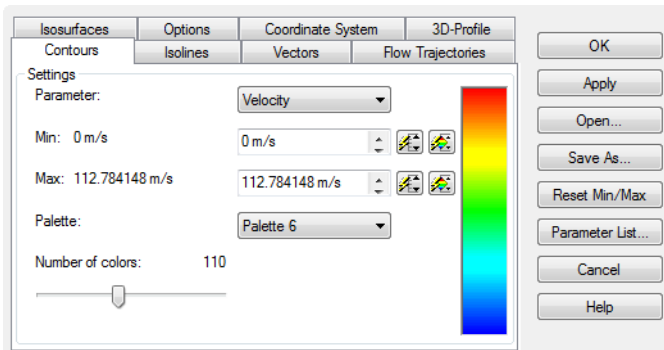 Isosurfaces Options Coordinate System 3D-Profile
Contours Isolines Vectors Flow Trajectories
Settings
Parameter: Velocity
Min: 0 m/s 0 m/s
Max: 112.784148 m/s 112.784148 m/s
Palette: Palette 6
Number of colors: 110
OK
Apply
Open...
Save As...
Reset Min/Max
Parameter List...
Cancel
Help